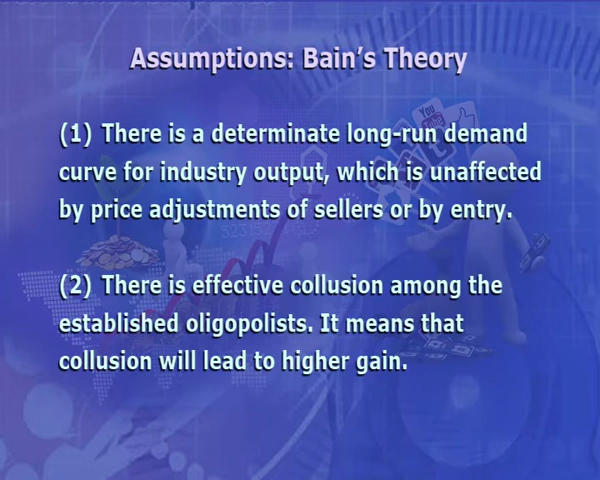 Assumptions: Bain's Theory
(1) There is a determinate long-run demand
curve for industry output, which is unaffected
by price adjustments of sellers or by entry.
(2) There is effective collusion among the
established oligopolists. It means that
collusion will lead to higher gain.